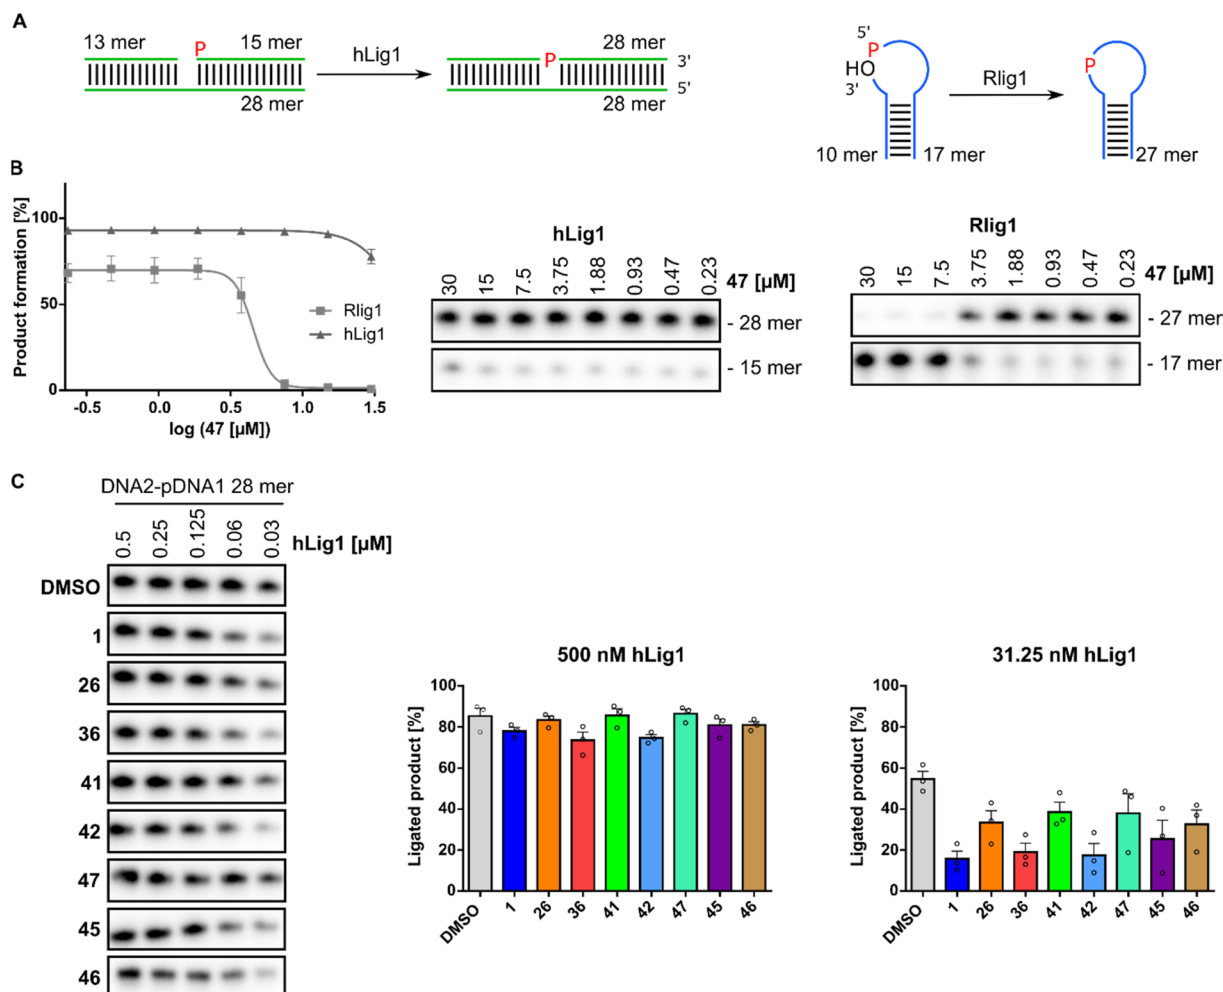 A
13 mer
P
15 mer
hLig1
28 mer
P
28 mer
3'
28 mer
5'
5'
P
HO
3'
Rlig1
P
10 mer
17 mer
27 mer
B
Product formation [%]
100
50
0
-0.5 0.0 0.5 1.0 1.5
log (47 [µM])
Rlig1
hLig1
hLig1
30 15 7.5 3.75 1.88 0.93 0.47 0.23 47 [µM]
- 28 mer
- 15 mer
Rlig1
30 15 7.5 3.75 1.88 0.93 0.47 0.23 47 [µM]
- 27 mer
- 17 mer
C
DNA2-pDNA1 28 mer
0.5 0.25 0.125 0.06 0.03 hLig1 [µM]
DMSO
1
26
36
41
42
47
45
46
500 nM hLig1
Ligated product [%]
100
80
60
40
20
0
DMSO 1 26 36 41 42 47 45 46
31.25 nM hLig1
Ligated product [%]
100
80
60
40
20
0
DMSO 1 26 36 41 42 47 45 46